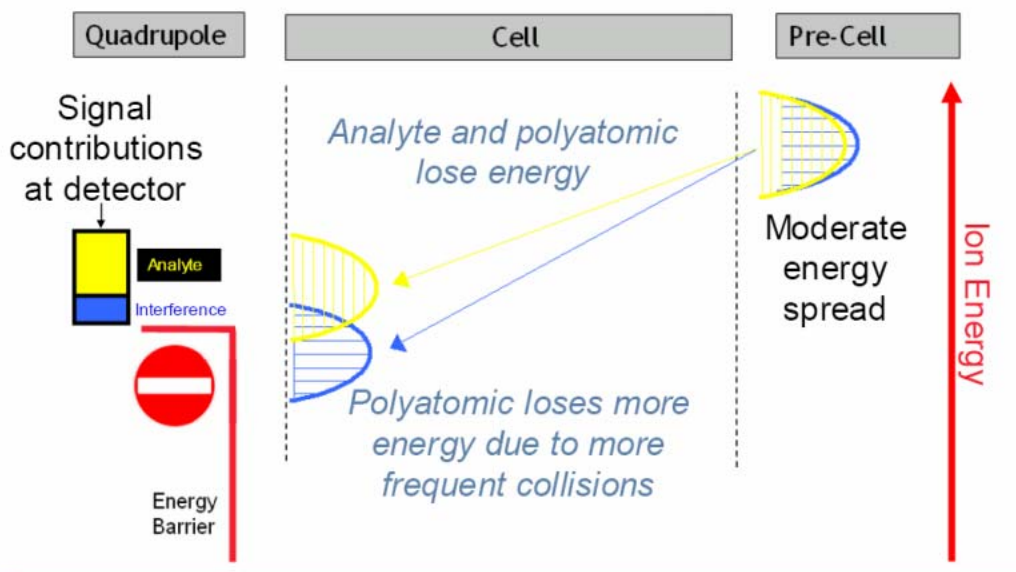 Quadrupole
Cell
Pre-Cell
Signal
contributions
at detector
Analyte
Interference
Energy
Barrier
Analyte and polyatomic
lose energy
Polyatomic loses more
energy due to more
frequent collisions
Moderate
energy
spread
Ion Energy